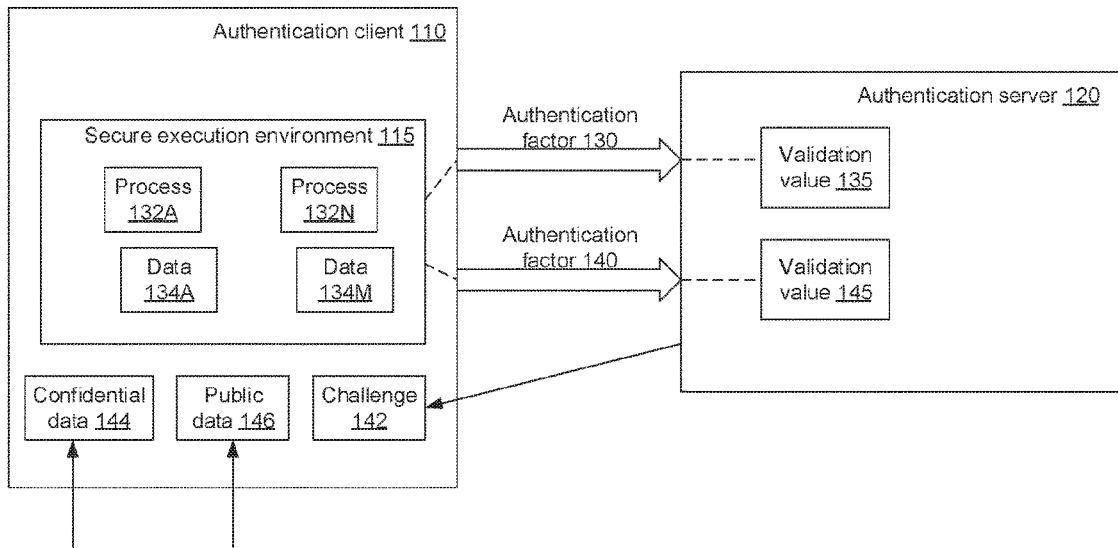 Authentication client 110
Secure execution environment 115
Process
132A
Process
132N
Data
134A
Data
134M
Confidential
data 144
Public
data 146
Challenge
142
Authentication
factor 130
Authentication
factor 140
Authentication server 120
Validation
value 135
Validation
value 145